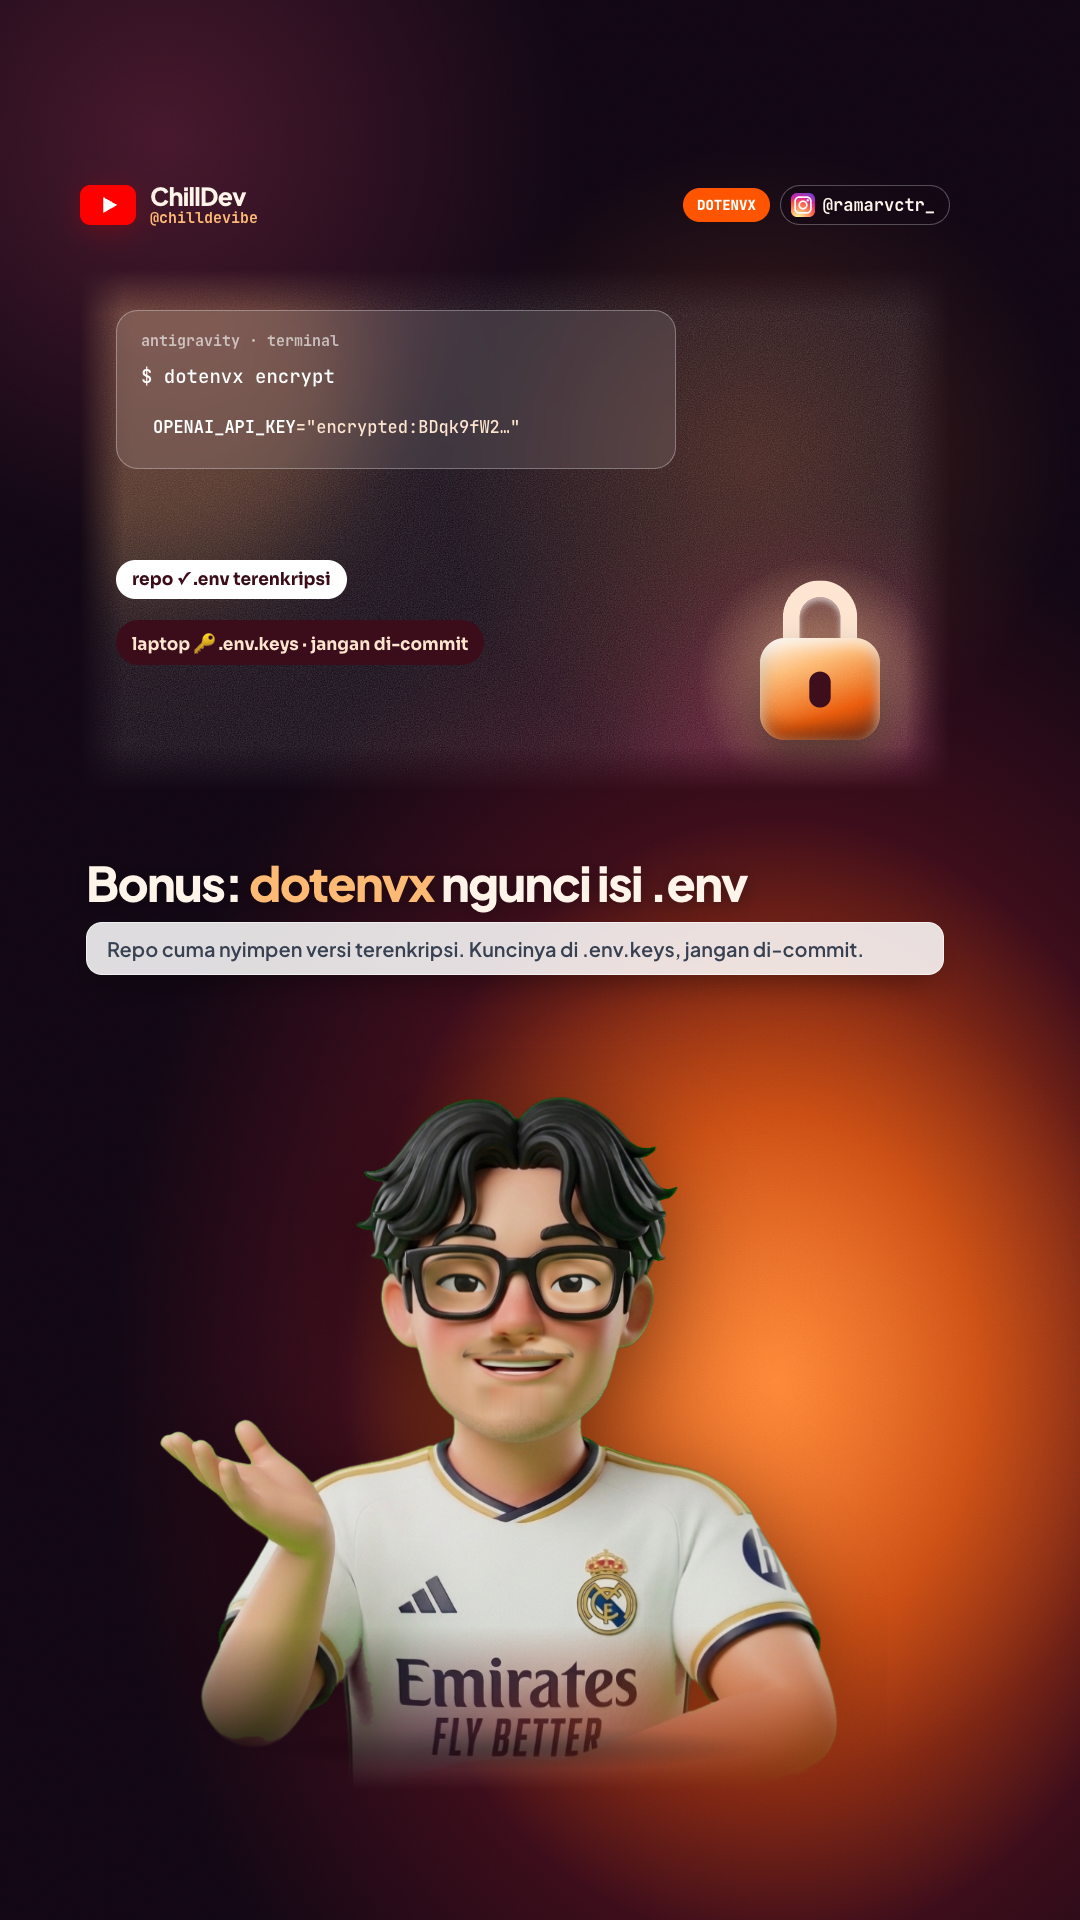 ChillDev
@chilldevibe
DOTENVX
@ramarvctr_
antigravity · terminal
$ dotenvx encrypt
OPENAI_API_KEY="encrypted:BDqk9fW2…"
repo ✓.env terenkripsi
laptop 🔑.env.keys · jangan di-commit
Bonus: dotenvx ngunci isi .env
Repo cuma nyimpen versi terenkripsi. Kuncinya di .env.keys, jangan di-commit.
Emirates
FLY BETTER